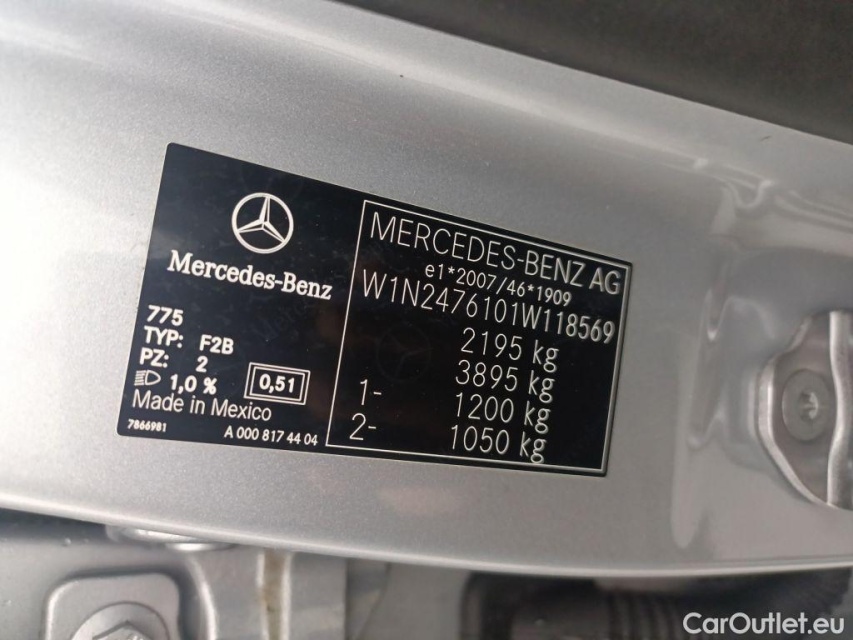 Mercedes-Benz
775
TYP: F2B
PZ: 2
1,0 %
0,51
Made in Mexico
7866981
A 000 817 44 04
MERCEDES-BENZ AG
e1*2007/46*1909
W1N2476101W118569
2195 kg
3895 kg
1- 1200 kg
2- 1050 kg
CarOutlet.eu